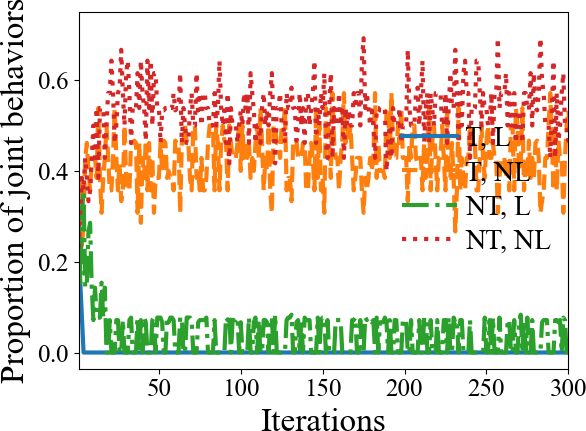 Proportion of joint behaviors
0.6
0.4
0.2
0.0
T, L
T, NL
NT, L
NT, NL
50
100
150
200
250
300
Iterations